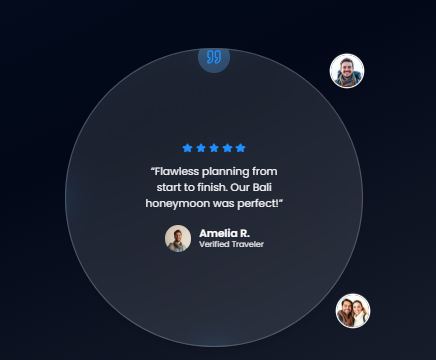 “Flawless planning from
start to finish. Our Bali
honeymoon was perfect!”
Amelia R.
Verified Traveler